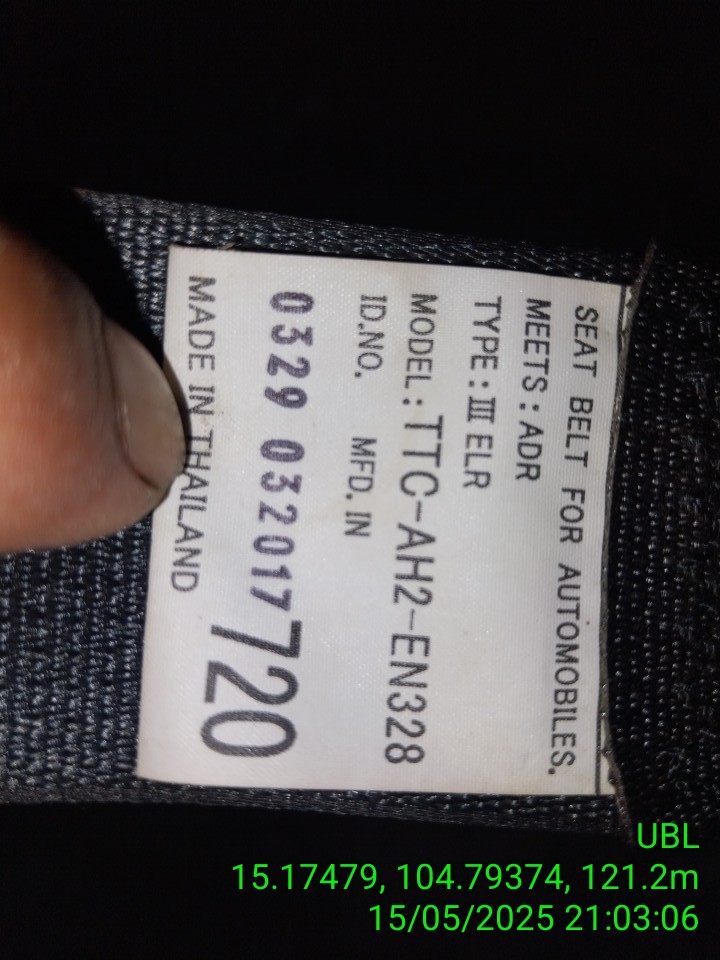 SEAT BELT FOR AUTOMOBILES.
MEETS: ADR
TYPE: Ⅲ ELR
MODEL: TTC-AH2-EN328
ID.NO. MFD. IN
0329 032017 720
MADE IN THAILAND
UBL
15.17479, 104.79374, 121.2m
15/05/2025 21:03:06